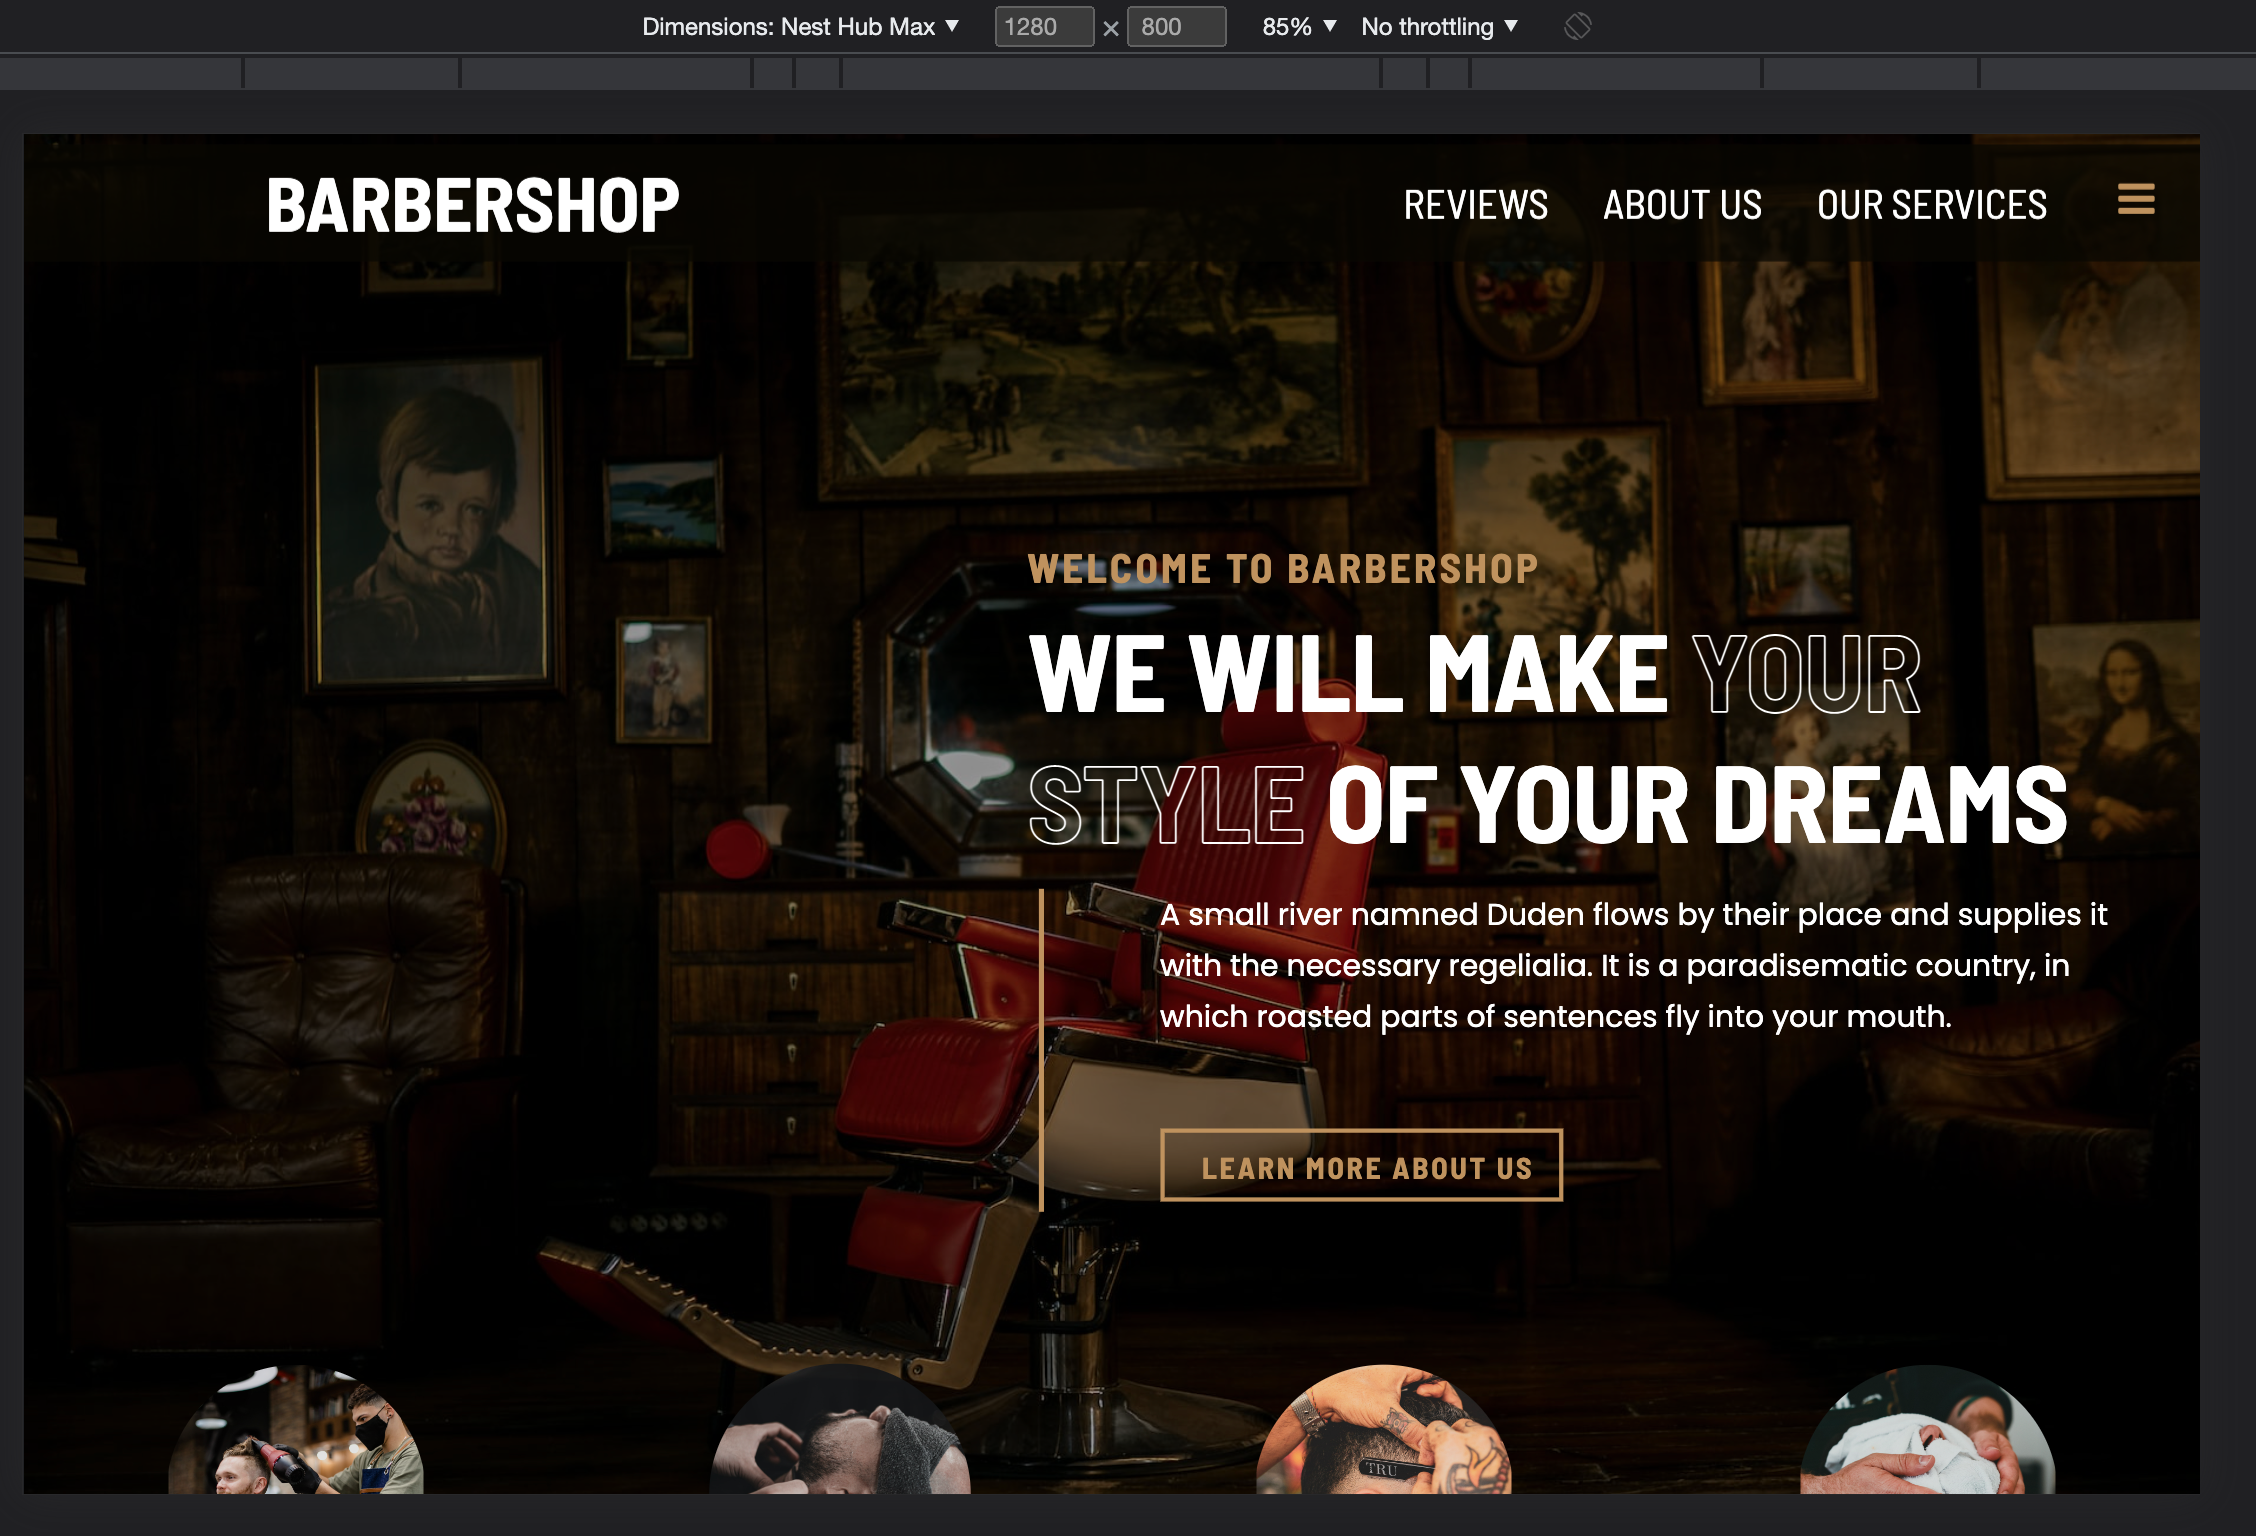 Dimensions: Nest Hub Max ▼ 1280 × 800 85% ▼ No throttling ▼
BARBERSHOP
REVIEWS ABOUT US OUR SERVICES
WELCOME TO BARBERSHOP
WE WILL MAKE YOUR
STYLE OF YOUR DREAMS
A small river namned Duden flows by their place and supplies it
with the necessary regelialia. It is a paradisematic country, in
which roasted parts of sentences fly into your mouth.
LEARN MORE ABOUT US
TRU